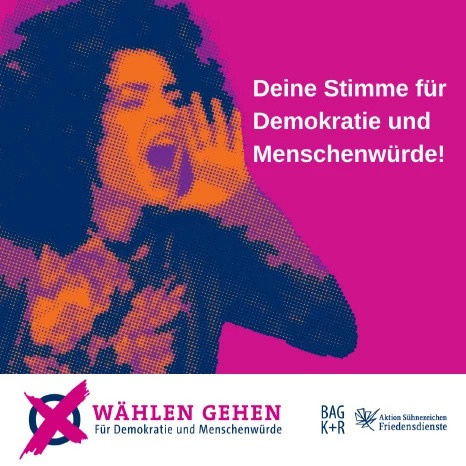 Deine Stimme für
Demokratie und
Menschenwürde!
WÄHLEN GEHEN
Für Demokratie und Menschenwürde
BAG
K+R
Aktion Sühnezeichen
Friedensdienste